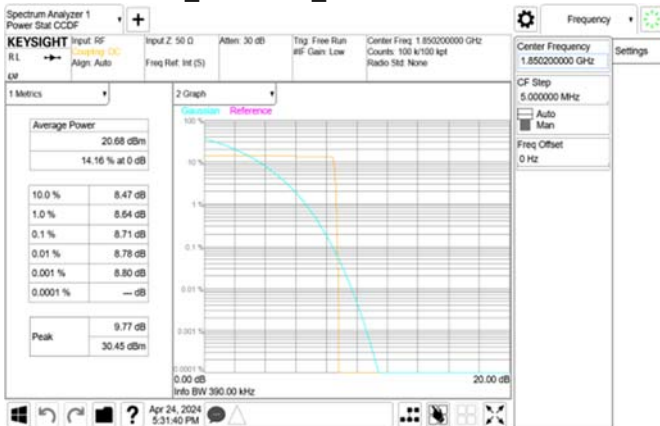 Spectrum Analyzer 1
Power Stat CCDF
Frequency
KEYSIGHT
Input: RF
Input Z: 50 Ω
Atten: 30 dB
Trig: Free Run
Center Freq: 1.850200000 GHz
RL
Coupling: DC
#IF Gain: Low
Counts: 100 k/100 kpt
Align: Auto
Freq Ref: Int (S)
Radio Std: None
Center Frequency
1.850200000 GHz
Settings
CF Step
5.000000 MHz
Auto
Man
Freq Offset
0 Hz
1 Metrics
2 Graph
Gaussian
Reference
Average Power
20.68 dBm
14.16 % at 0 dB
10.0 %
8.47 dB
1.0 %
8.64 dB
0.1 %
8.71 dB
0.01 %
8.78 dB
0.001 %
8.80 dB
0.0001 %
--- dB
Peak
9.77 dB
30.45 dBm
100 %
10 %
1 %
0.1 %
0.01 %
0.001 %
0.0001 %
0.00 dB
20.00 dB
Info BW 390.00 kHz
Apr 24, 2024
5:31:40 PM